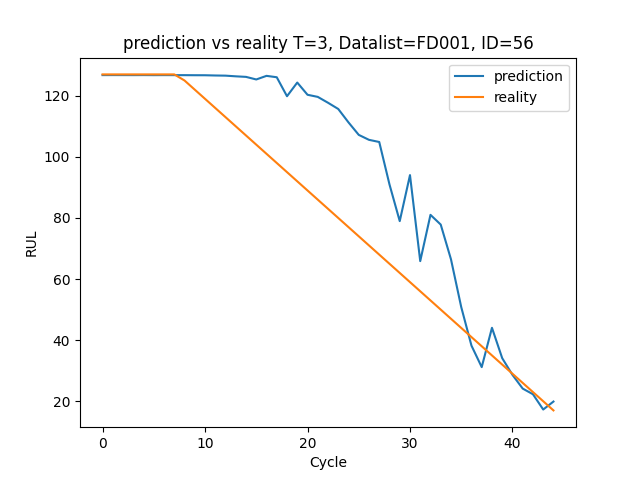 prediction vs reality T=3, Datalist=FD001, ID=56
prediction
reality
RUL
120
100
80
60
40
20
0 10 20 30 40
Cycle